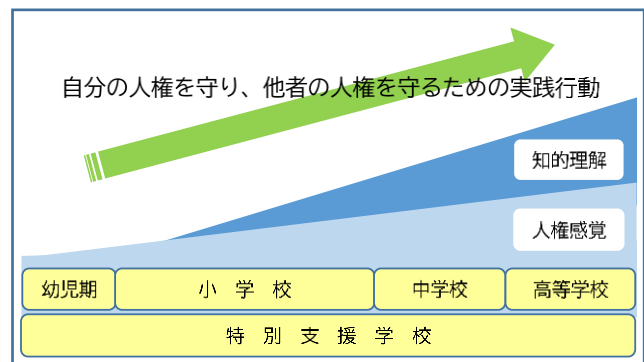 自分の人権を守り、他者の人権を守るための実践行動
知的理解
人権感覚
幼児期 小学校 中学校 高等学校
特別支援学校